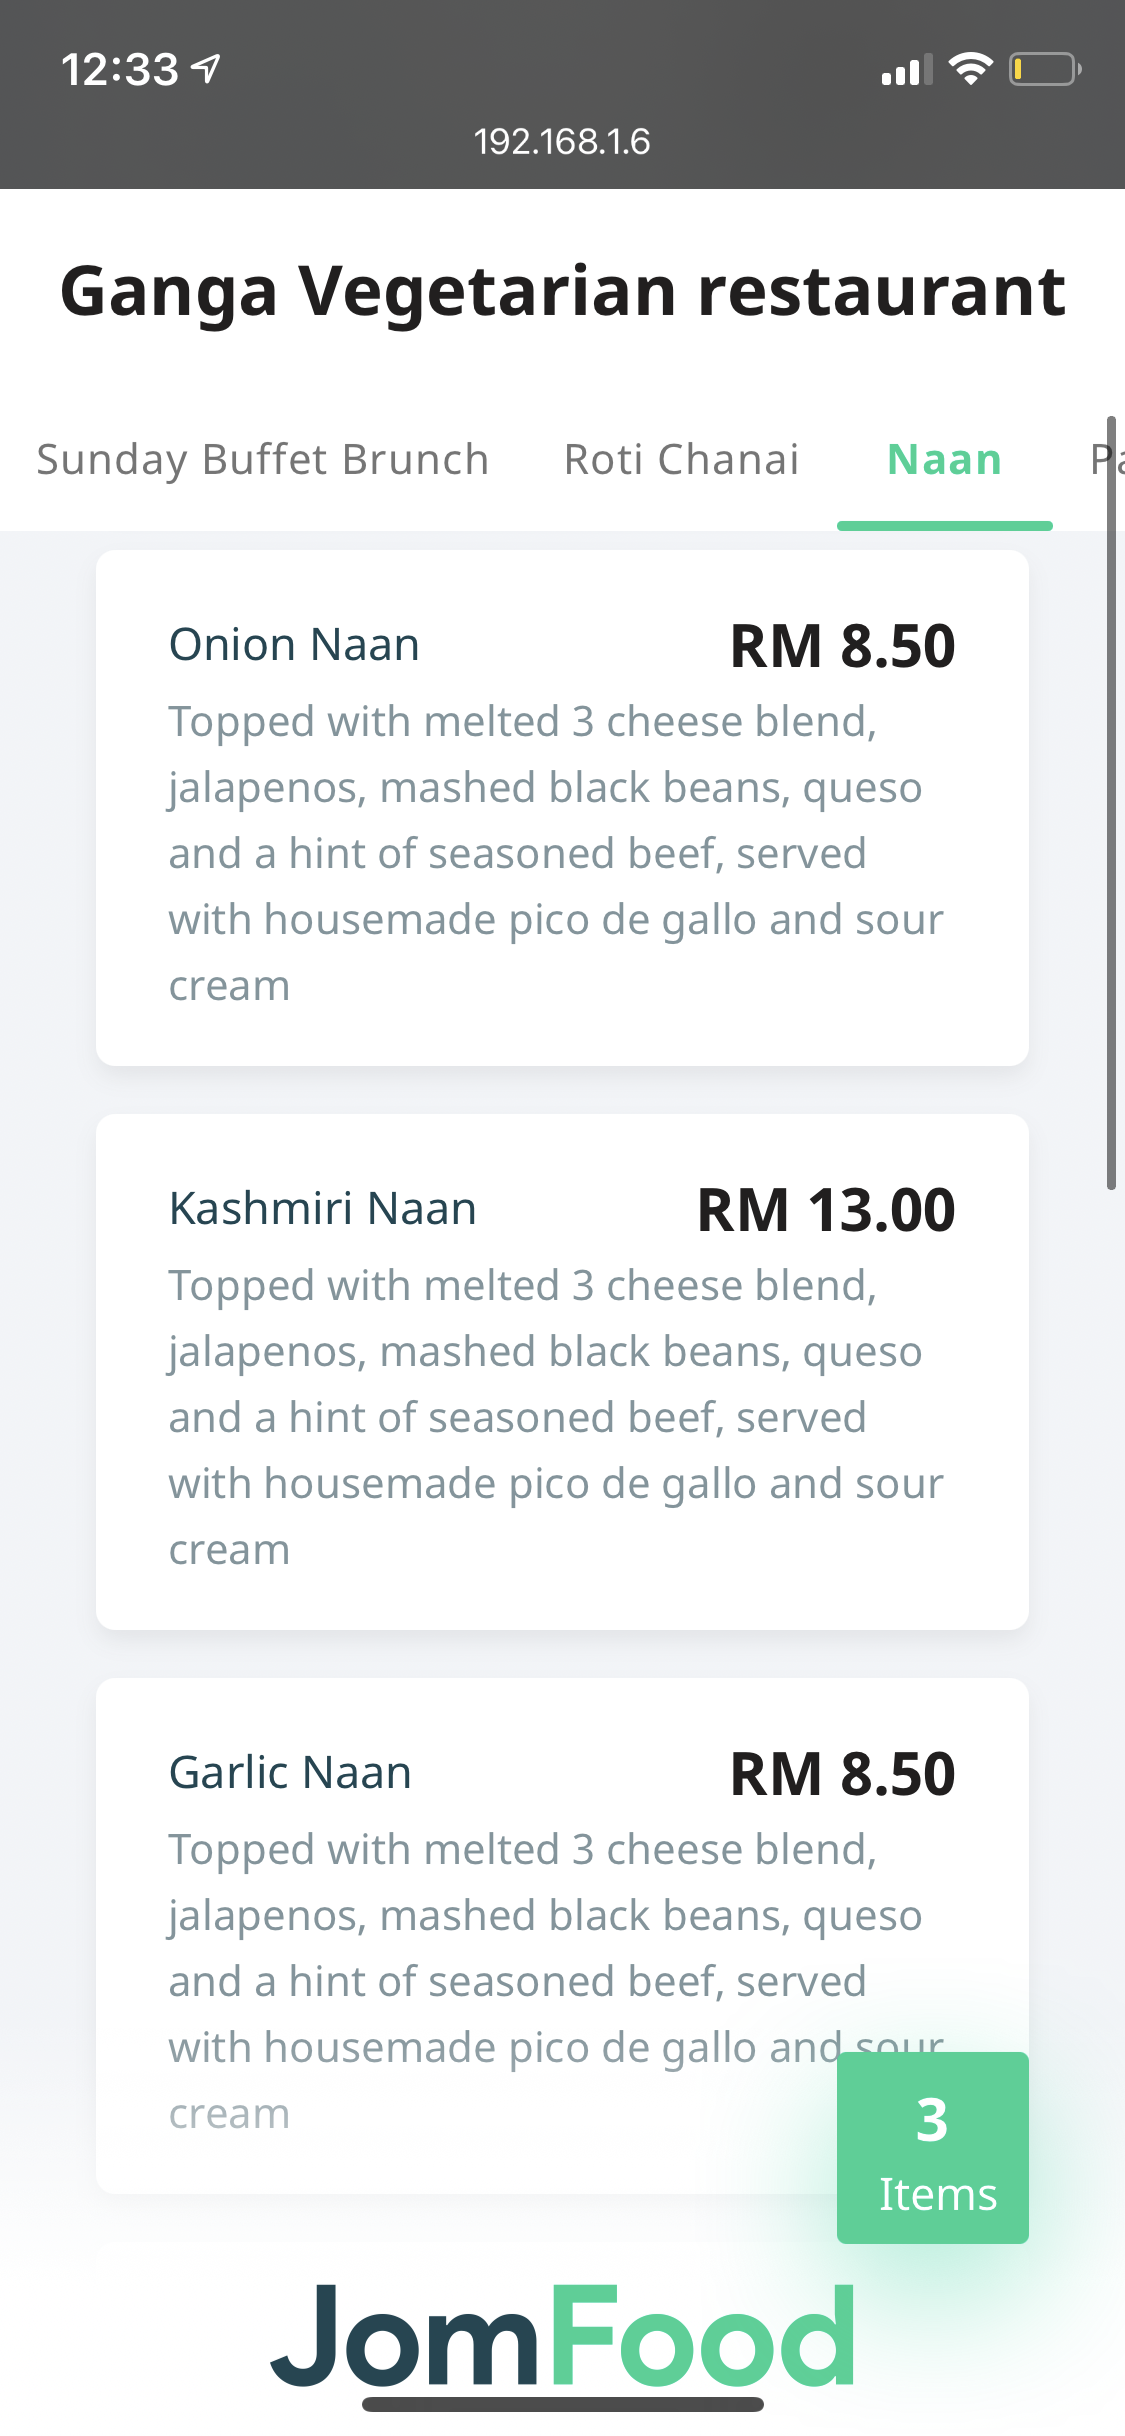 12:33
192.168.1.6
Ganga Vegetarian restaurant
Sunday Buffet Brunch Roti Chanai Naan Pa
Onion Naan RM 8.50
Topped with melted 3 cheese blend,
jalapenos, mashed black beans, queso
and a hint of seasoned beef, served
with housemade pico de gallo and sour
cream
Kashmiri Naan RM 13.00
Topped with melted 3 cheese blend,
jalapenos, mashed black beans, queso
and a hint of seasoned beef, served
with housemade pico de gallo and sour
cream
Garlic Naan RM 8.50
Topped with melted 3 cheese blend,
jalapenos, mashed black beans, queso
and a hint of seasoned beef, served
with housemade pico de gallo and sour
cream
3
Items
JomFood